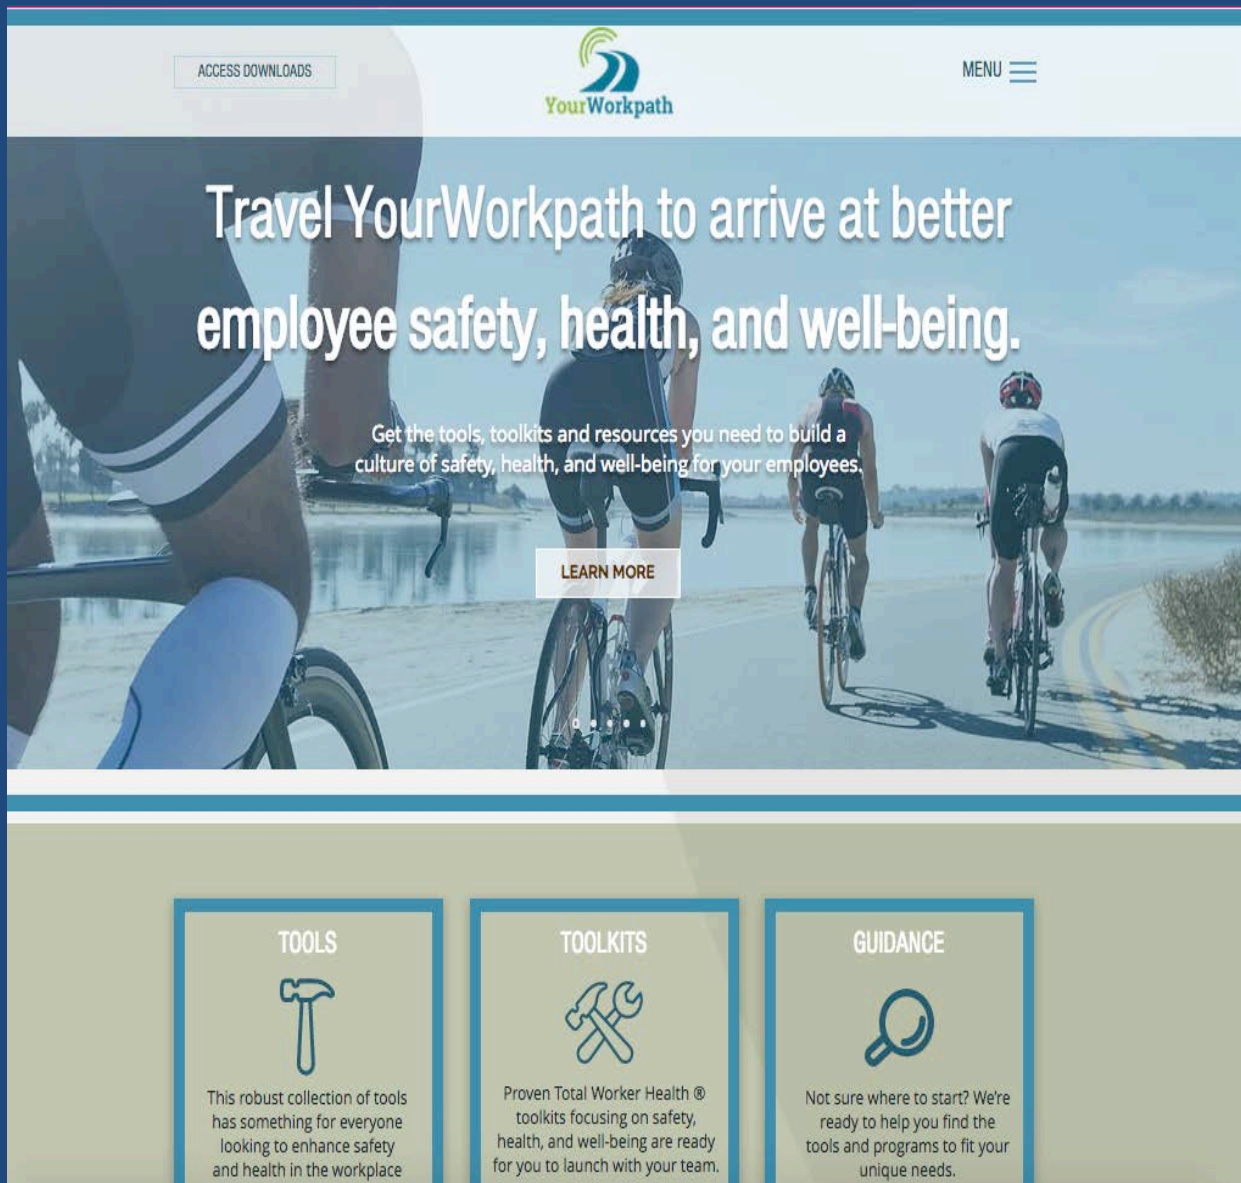 ACCESS DOWNLOADS
YourWorkpath
MENU
Travel YourWorkpath to arrive at better
employee safety, health, and well-being.
Get the tools, toolkits and resources you need to build a
culture of safety, health, and well-being for your employees.
LEARN MORE
TOOLS
This robust collection of tools
has something for everyone
looking to enhance safety
and health in the workplace
TOOLKITS
Proven Total Worker Health ®
toolkits focusing on safety,
health, and well-being are ready
for you to launch with your team.
GUIDANCE
Not sure where to start? We're
ready to help you find the
tools and programs to fit your
unique needs.